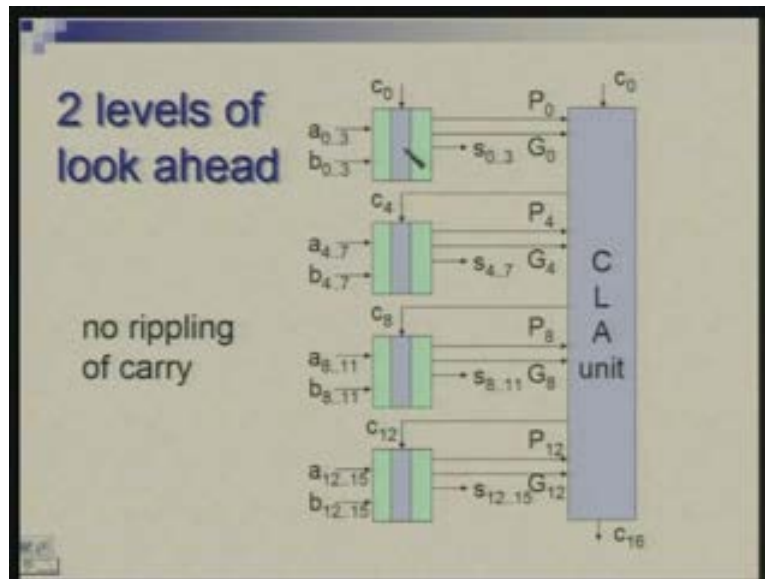 2 levels of
look ahead
no rippling
of carry
c0
a0..3
b0..3
P0
G0
s0..3
c0
c4
a4..7
b4..7
P4
G4
s4..7
c8
a8..11
b8..11
P8
G8
s8..11
c12
a12..15
b12..15
P12
G12
s12..15
C
L
A
unit
c16